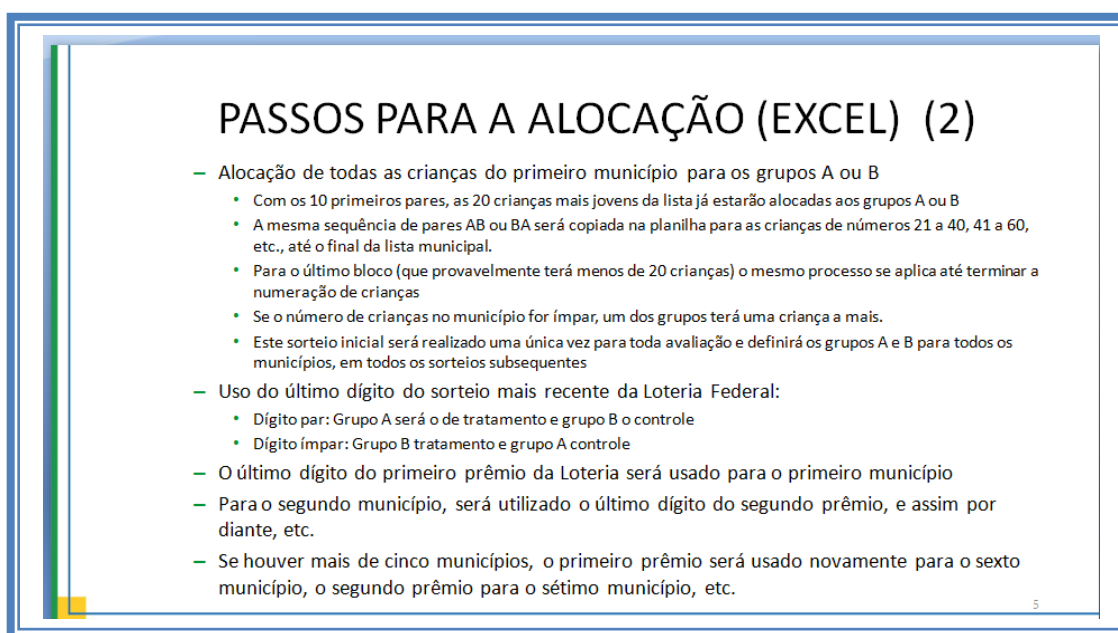 PASSOS PARA A ALOCAÇÃO (EXCEL) (2)
– Alocação de todas as crianças do primeiro município para os grupos A ou B
• Com os 10 primeiros pares, as 20 crianças mais jovens da lista já estarão alocadas aos grupos A ou B
• A mesma sequência de pares AB ou BA será copiada na planilha para as crianças de números 21 a 40, 41 a 60,
etc., até o final da lista municipal.
• Para o último bloco (que provavelmente terá menos de 20 crianças) o mesmo processo se aplica até terminar a
numeração de crianças
• Se o número de crianças no município for ímpar, um dos grupos terá uma criança a mais.
• Este sorteio inicial será realizado uma única vez para toda avaliação e definirá os grupos A e B para todos os
municípios, em todos os sorteios subsequentes
– Uso do último dígito do sorteio mais recente da Loteria Federal:
• Dígito par: Grupo A será o de tratamento e grupo B o controle
• Dígito ímpar: Grupo B tratamento e grupo A controle
– O último dígito do primeiro prêmio da Loteria será usado para o primeiro município
– Para o segundo município, será utilizado o último dígito do segundo prêmio, e assim por
diante, etc.
– Se houver mais de cinco municípios, o primeiro prêmio será usado novamente para o sexto
município, o segundo prêmio para o sétimo município, etc.
5